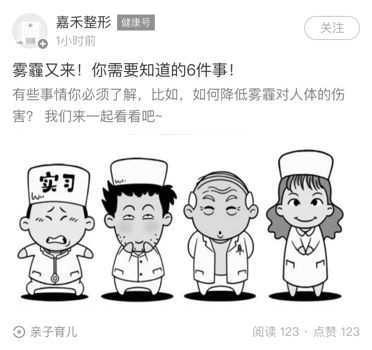 嘉禾整形 健康号
1小时前
关注
雾霾又来！你需要知道的6件事！
有些事情你必须了解，比如，如何降低雾霾对人体的伤
害？ 我们来一起看看吧~
实习
亲子育儿
阅读 123 · 点赞 123